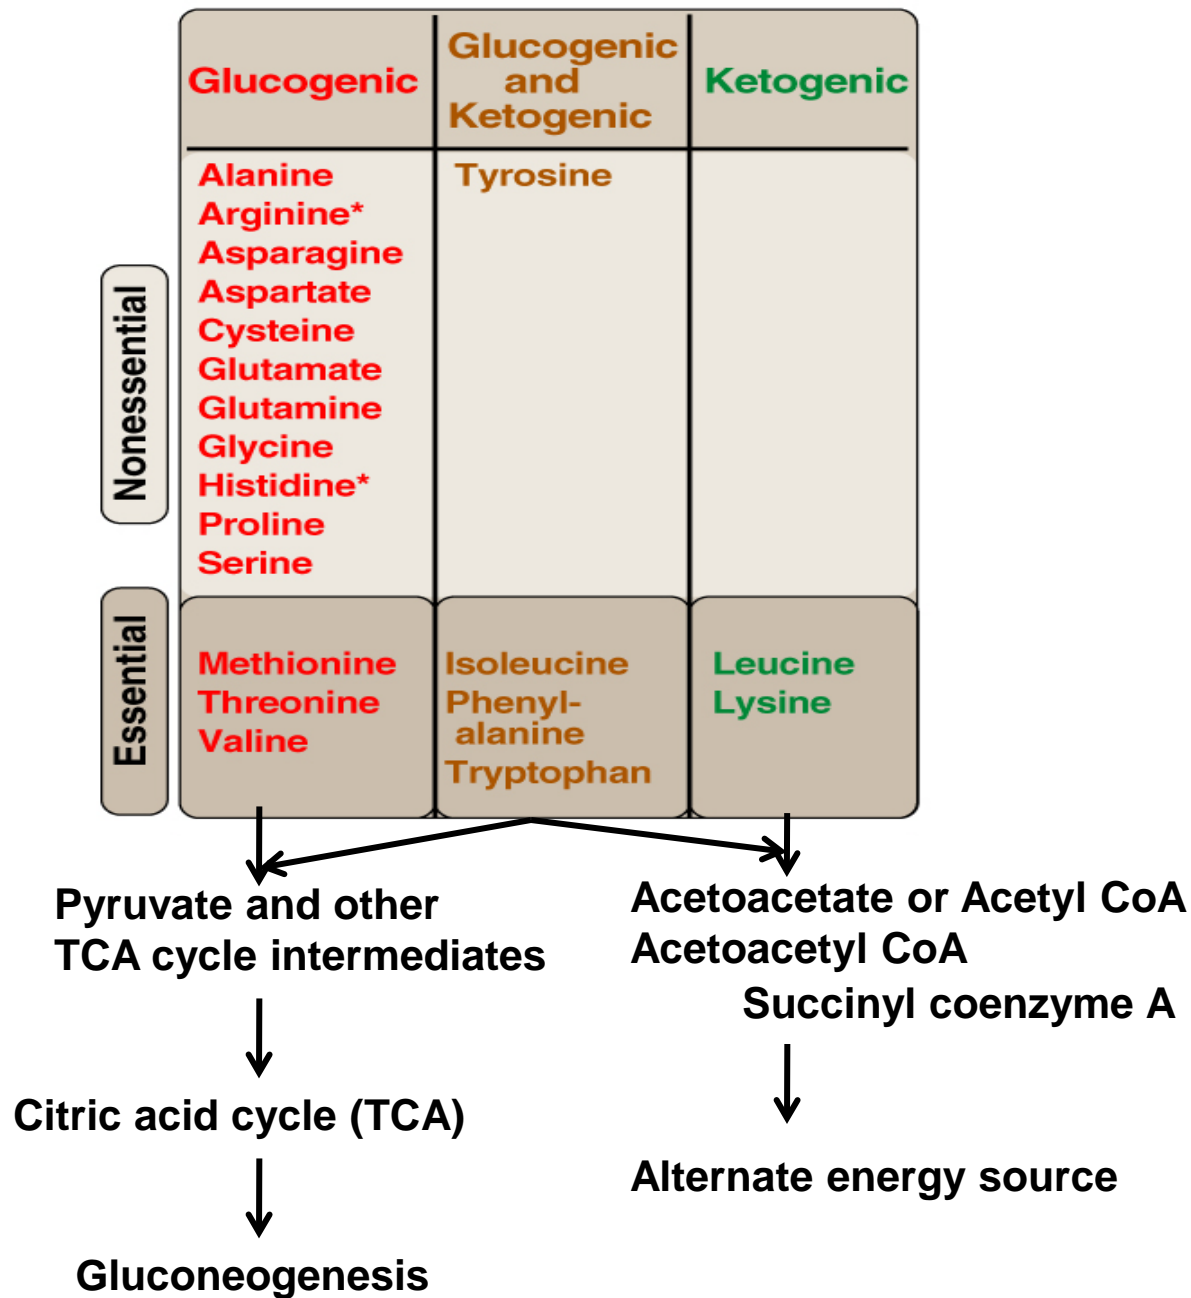 Glucogenic
Glucogenic
and
Ketogenic
Ketogenic
Nonessential
Alanine
Arginine*
Asparagine
Aspartate
Cysteine
Glutamate
Glutamine
Glycine
Histidine*
Proline
Serine
Tyrosine
Essential
Methionine
Threonine
Valine
Isoleucine
Phenyl-
alanine
Tryptophan
Leucine
Lysine
Pyruvate and other
TCA cycle intermediates
Citric acid cycle (TCA)
Gluconeogenesis
Acetoacetate or Acetyl CoA
Acetoacetyl CoA
Succinyl coenzyme A
Alternate energy source